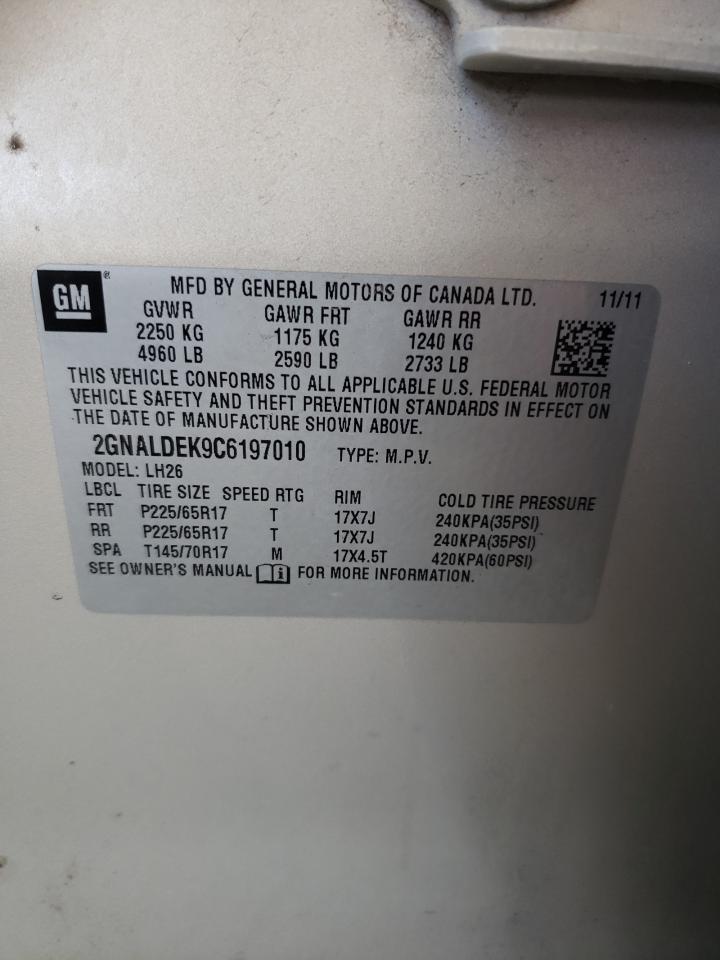 GM ® MFD BY GENERAL MOTORS OF CANADA LTD. 11/11
GVWR GAWR FRT GAWR RR
2250 KG 1175 KG 1240 KG
4960 LB 2590 LB 2733 LB
THIS VEHICLE CONFORMS TO ALL APPLICABLE U.S. FEDERAL MOTOR
VEHICLE SAFETY AND THEFT PREVENTION STANDARDS IN EFFECT ON
THE DATE OF MANUFACTURE SHOWN ABOVE.
2GNALDEK9C6197010 TYPE: M.P.V.
MODEL: LH26
LBCL TIRE SIZE SPEED RTG RIM COLD TIRE PRESSURE
FRT P225/65R17 T 17X7J 240KPA(35PSI)
RR P225/65R17 T 17X7J 240KPA(35PSI)
SPA T145/70R17 M 17X4.5T 420KPA(60PSI)
SEE OWNER'S MANUAL i FOR MORE INFORMATION.